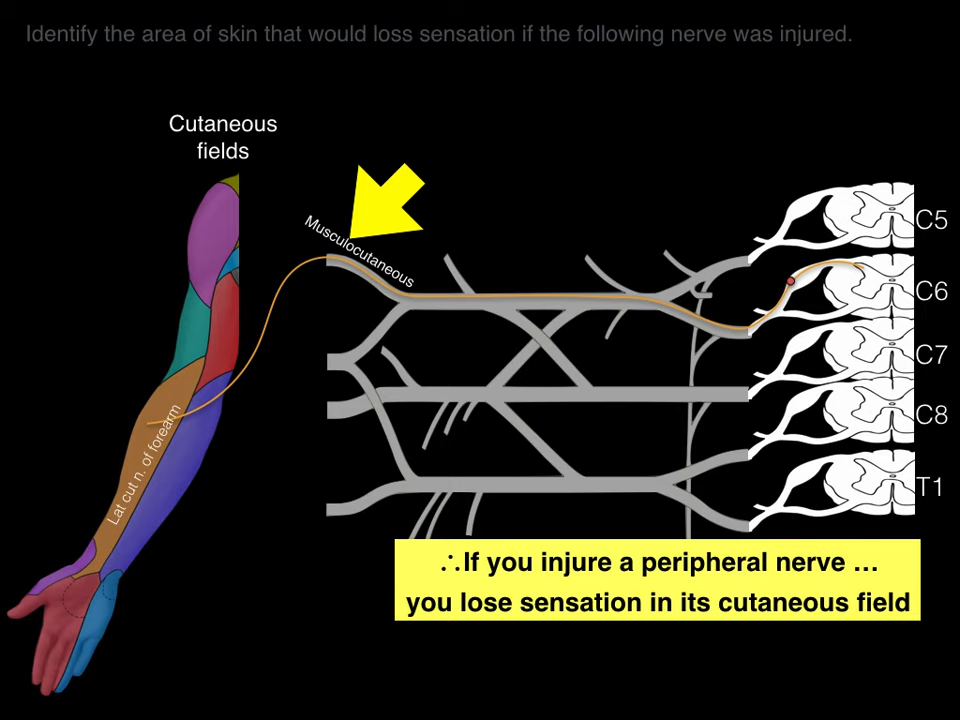 Identify the area of skin that would loss sensation if the following nerve was injured.
Cutaneous
fields
Musculocutaneous
C5
C6
C7
C8
T1
Lat cut n. of forearm
∴If you injure a peripheral nerve …
you lose sensation in its cutaneous field